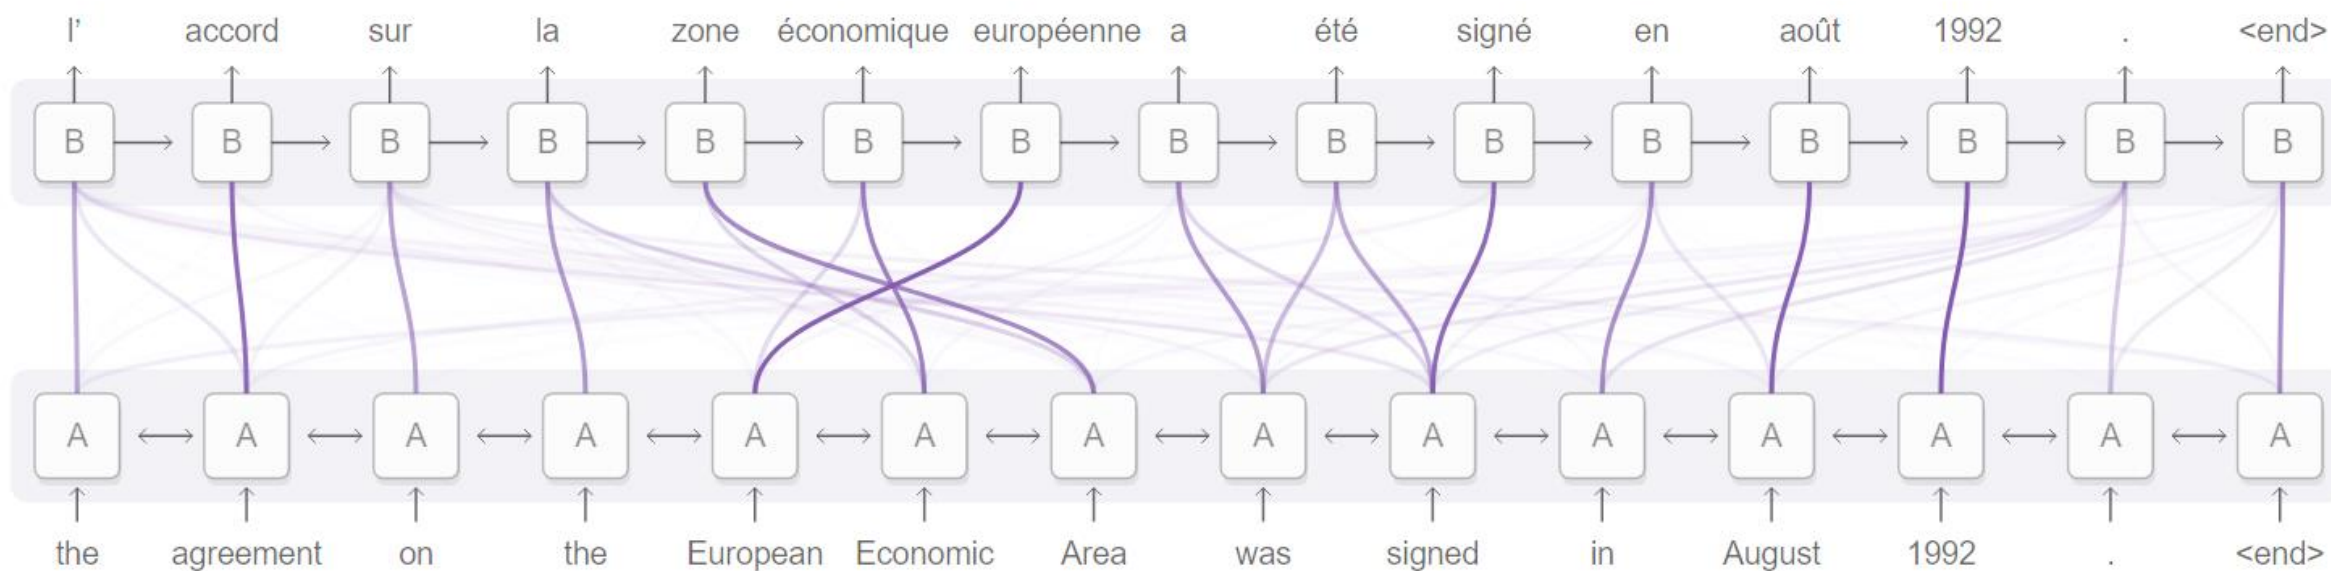 l’ accord sur la zone économique européenne a été signé en août 1992 . <end>
B B B B B B B B B B B B B B B
A A A A A A A A A A A A A A
the agreement on the European Economic Area was signed in August 1992 . <end>